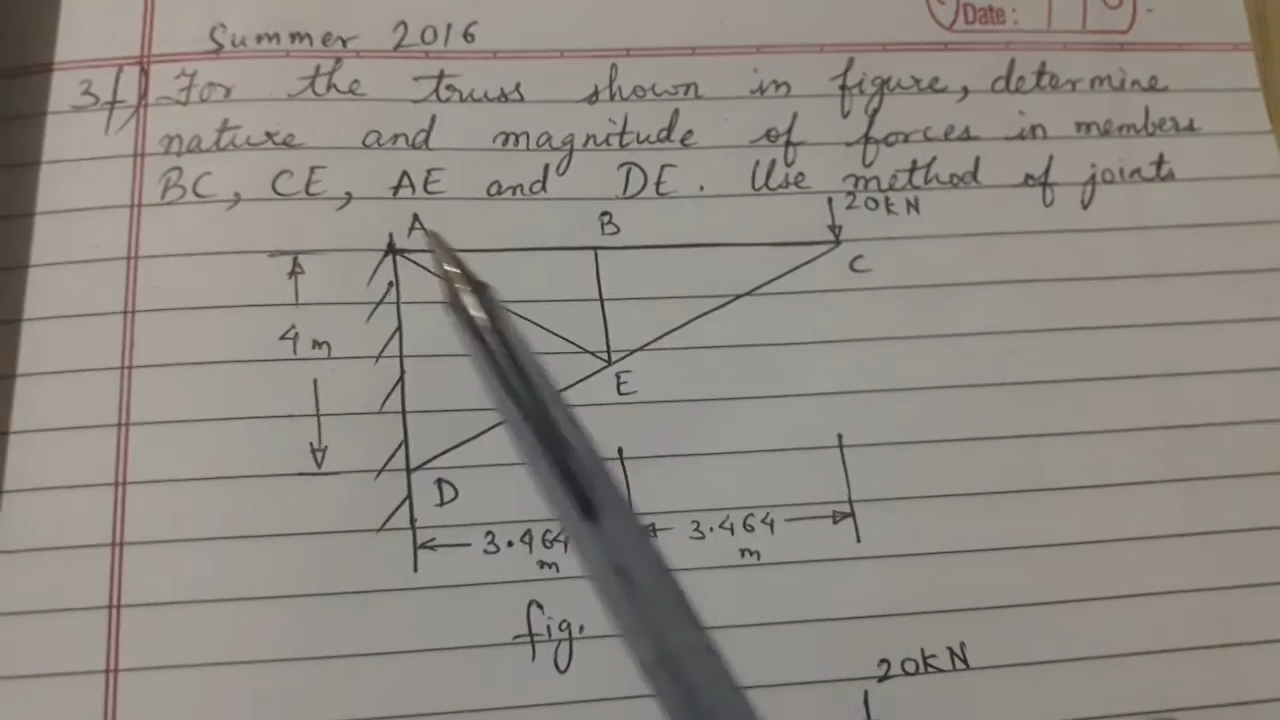 Date:
Summer 2016
3f) For the truss shown in figure, determine
nature and magnitude of forces in members
BC, CE, AE and DE. Use method of joints
20kN
A B
C
4 m
E
D
3.464 3.464
m m
fig.
20kN